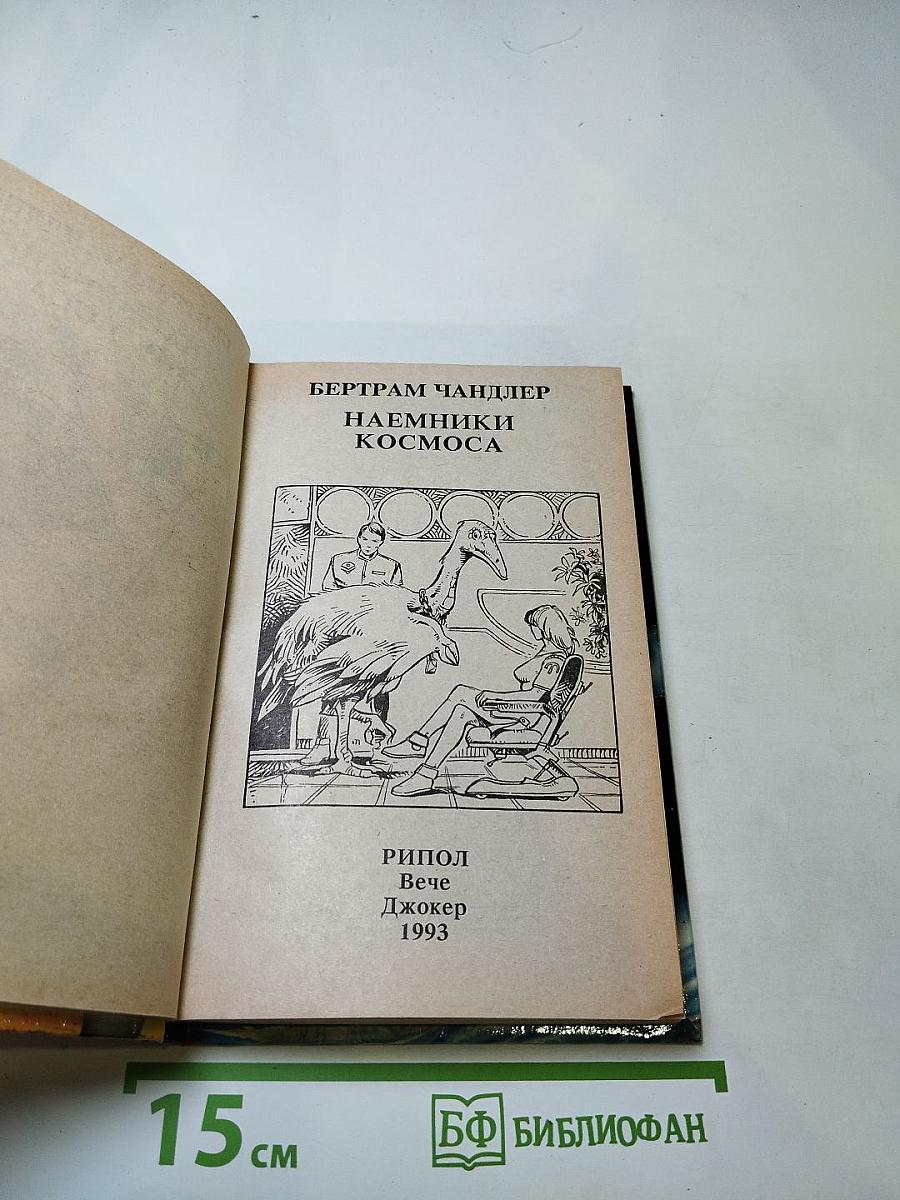 БЕРТРАМ ЧАНДЛЕР
НАЕМНИКИ
КОСМОСА
РИПОЛ
Вече
Джокер
1993
15 см
БФ БИБЛИОФАН